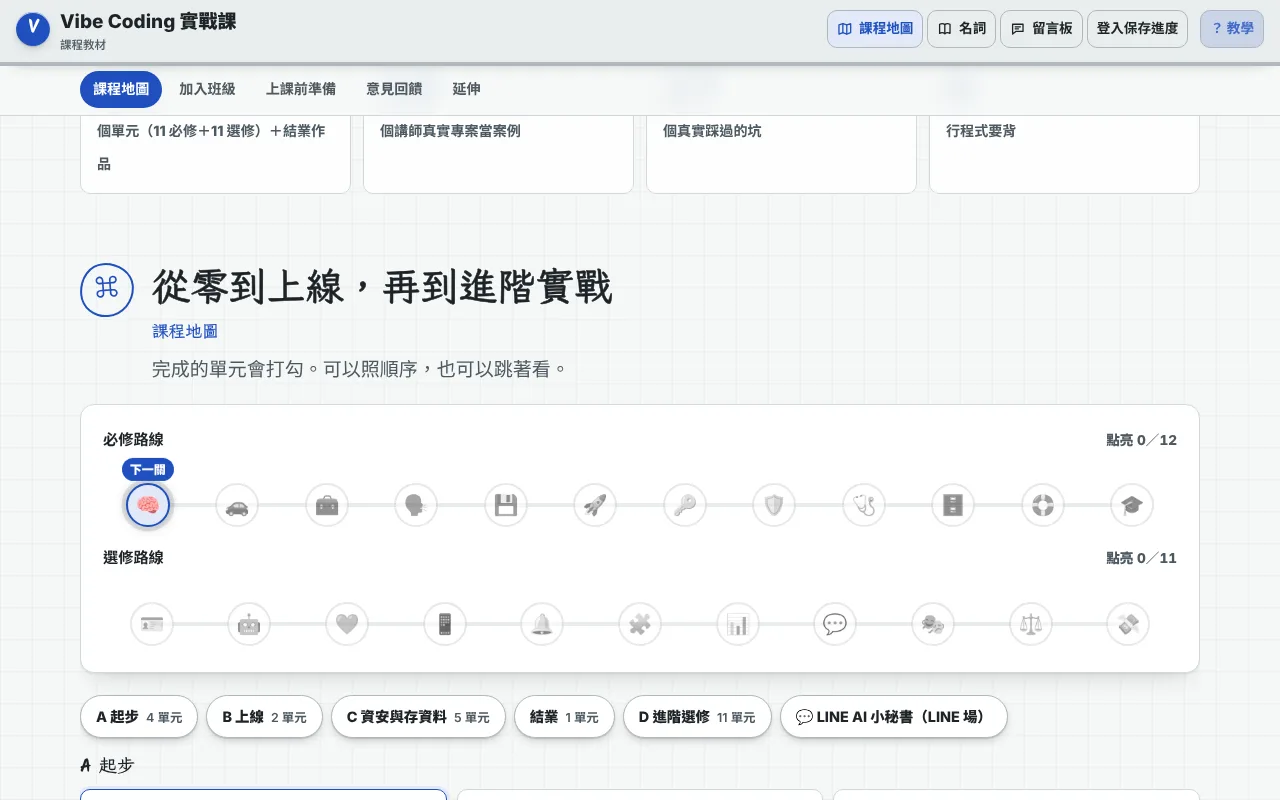 V
Vibe Coding 實戰課
課程教材
課程地圖
名詞
留言板
登入保存進度
? 教學
課程地圖
加入班級
上課前準備
意見回饋
延伸
個單元（11 必修＋11 選修）＋結業作
品
個講師真實專案當案例
個真實踩過的坑
行程式要背
⌘
從零到上線，再到進階實戰
課程地圖
完成的單元會打勾。可以照順序，也可以跳著看。
必修路線
點亮 0／12
下一關
選修路線
點亮 0／11
A 起步 4 單元
B 上線 2 單元
C 資安與存資料 5 單元
結業 1 單元
D 進階選修 11 單元
💬 LINE AI 小秘書（LINE 場）
A 起步